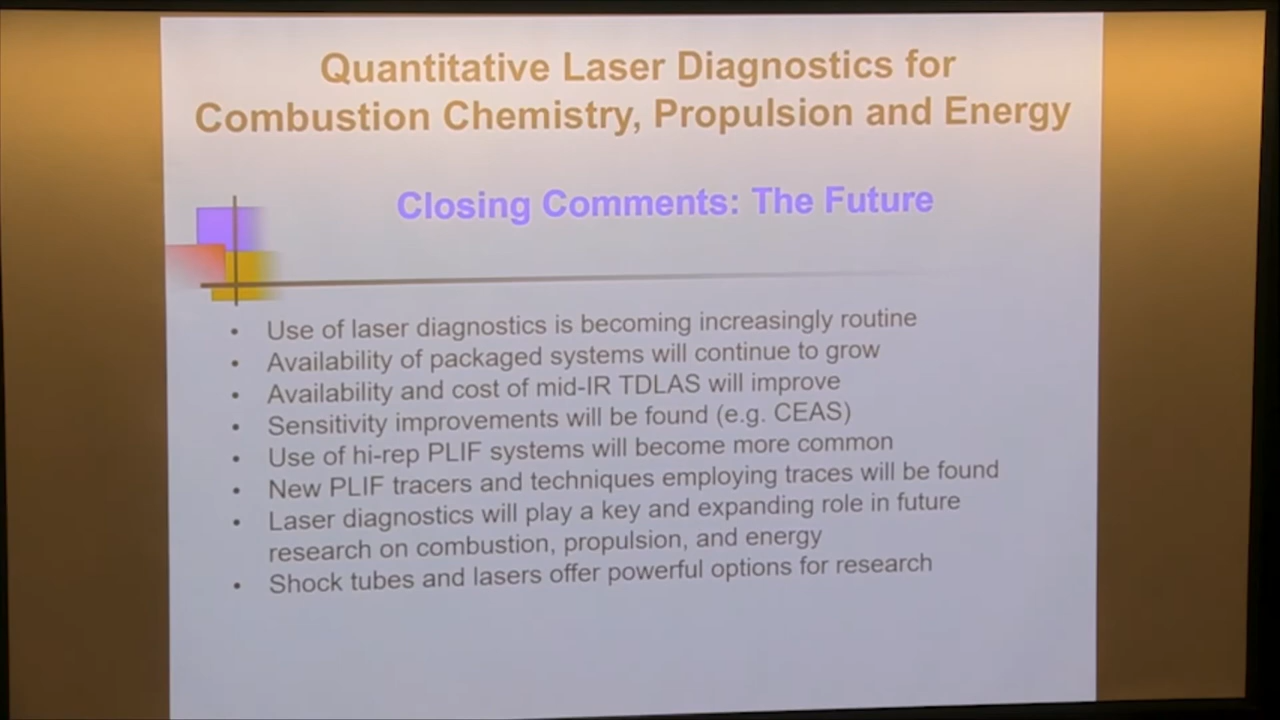 Quantitative Laser Diagnostics for
Combustion Chemistry, Propulsion and Energy
Closing Comments: The Future
• Use of laser diagnostics is becoming increasingly routine
• Availability of packaged systems will continue to grow
• Availability and cost of mid-IR TDLAS will improve
• Sensitivity improvements will be found (e.g. CEAS)
• Use of hi-rep PLIF systems will become more common
• New PLIF tracers and techniques employing traces will be found
• Laser diagnostics will play a key and expanding role in future
research on combustion, propulsion, and energy
• Shock tubes and lasers offer powerful options for research